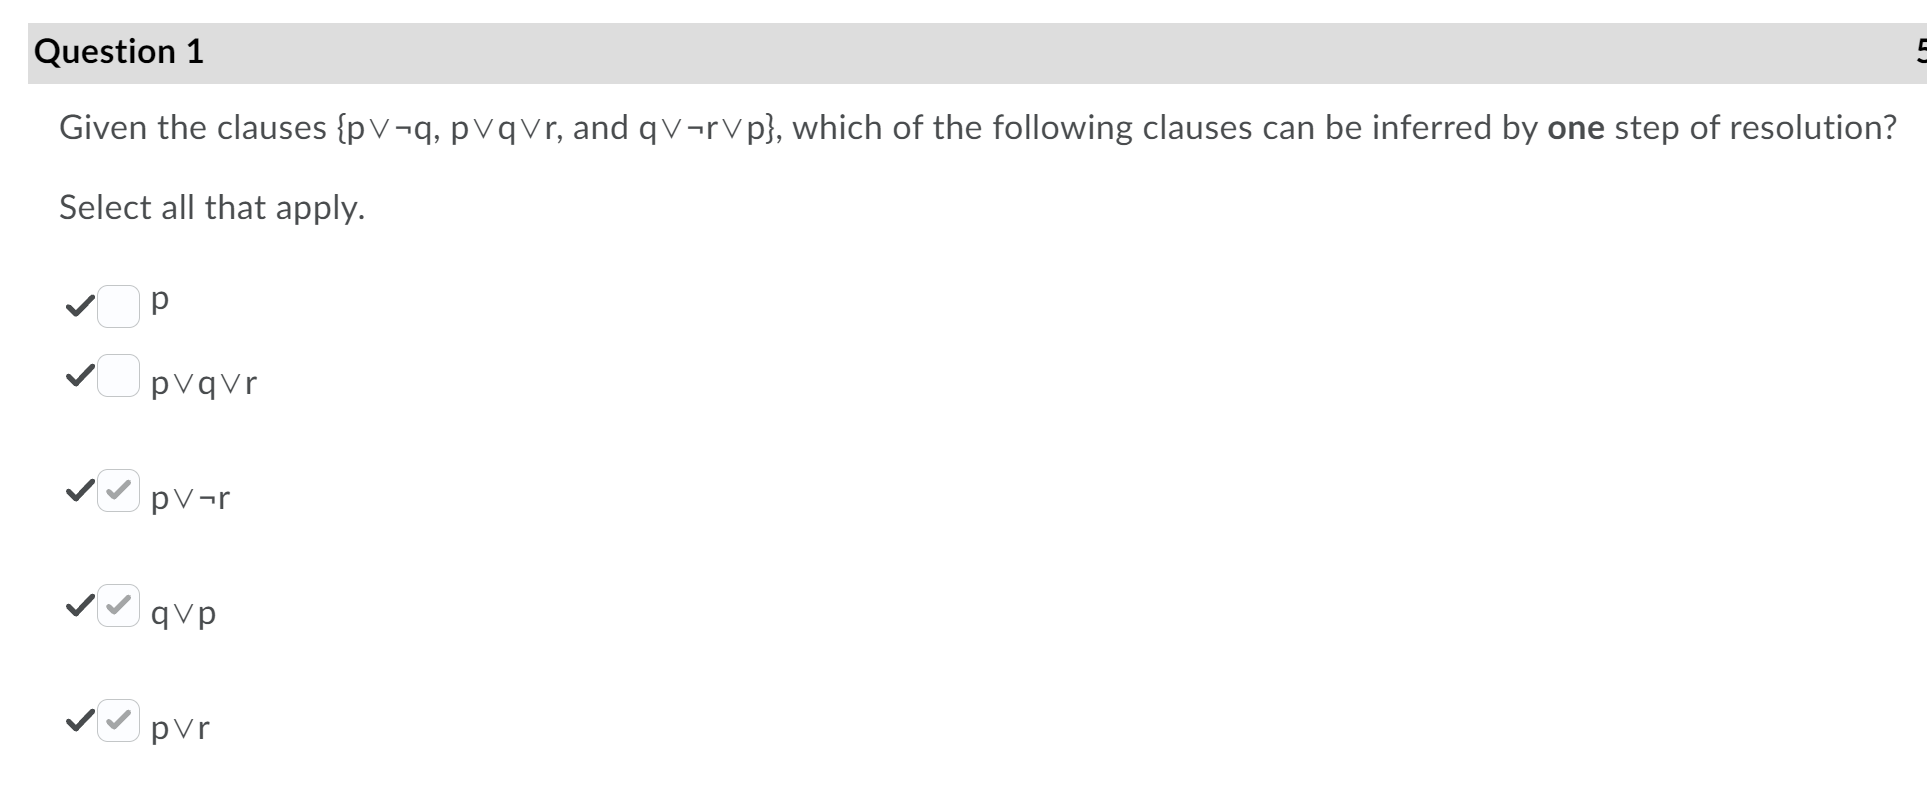 Question 1 5
Given the clauses {p∨¬q, p∨q∨r, and q∨¬r∨p}, which of the following clauses can be inferred by one step of resolution?
Select all that apply.
p
p∨q∨r
p∨¬r
q∨p
p∨r